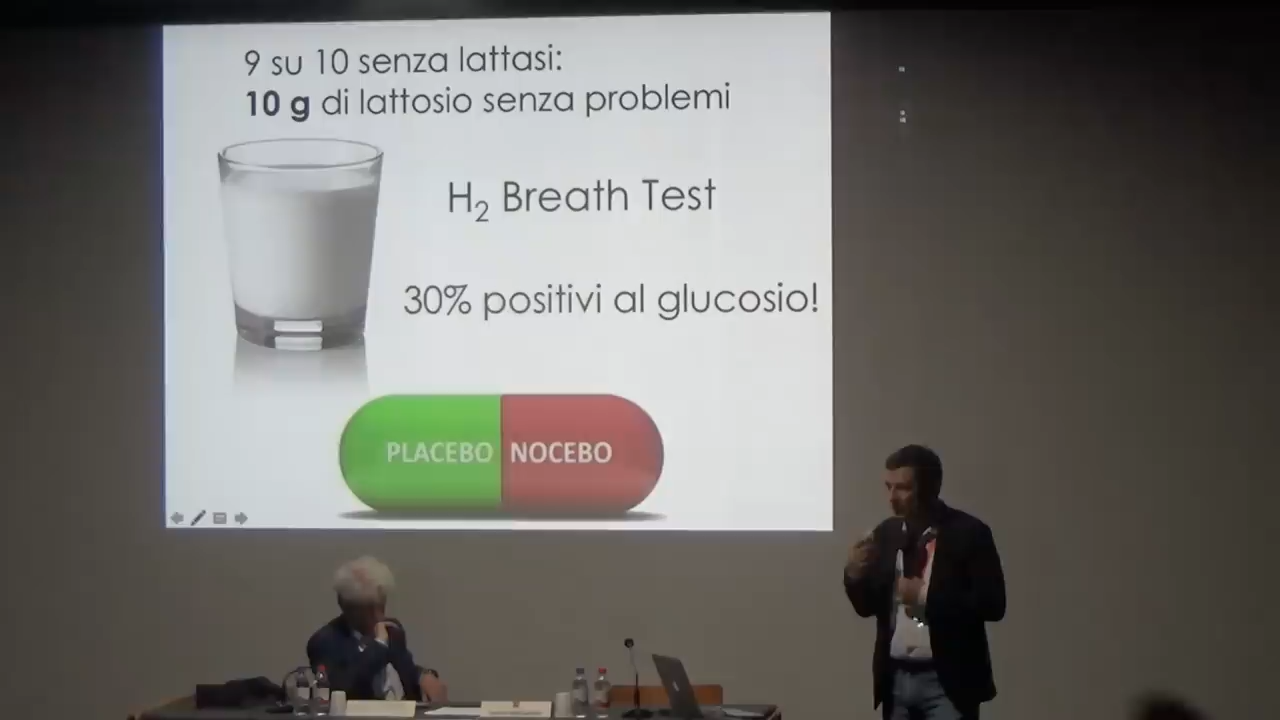 9 su 10 senza lattasi:
10 g di lattosio senza problemi
H₂ Breath Test
30% positivi al glucosio!
PLACEBO NOCEBO